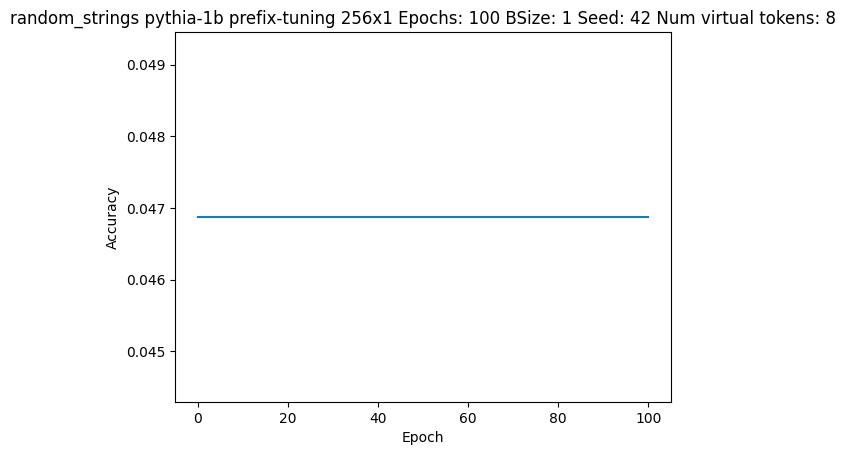 random_strings pythia-1b prefix-tuning 256x1 Epochs: 100 BSize: 1 Seed: 42 Num virtual tokens: 8
0.049
0.048
0.047
0.046
0.045
Accuracy
0 20 40 60 80 100
Epoch